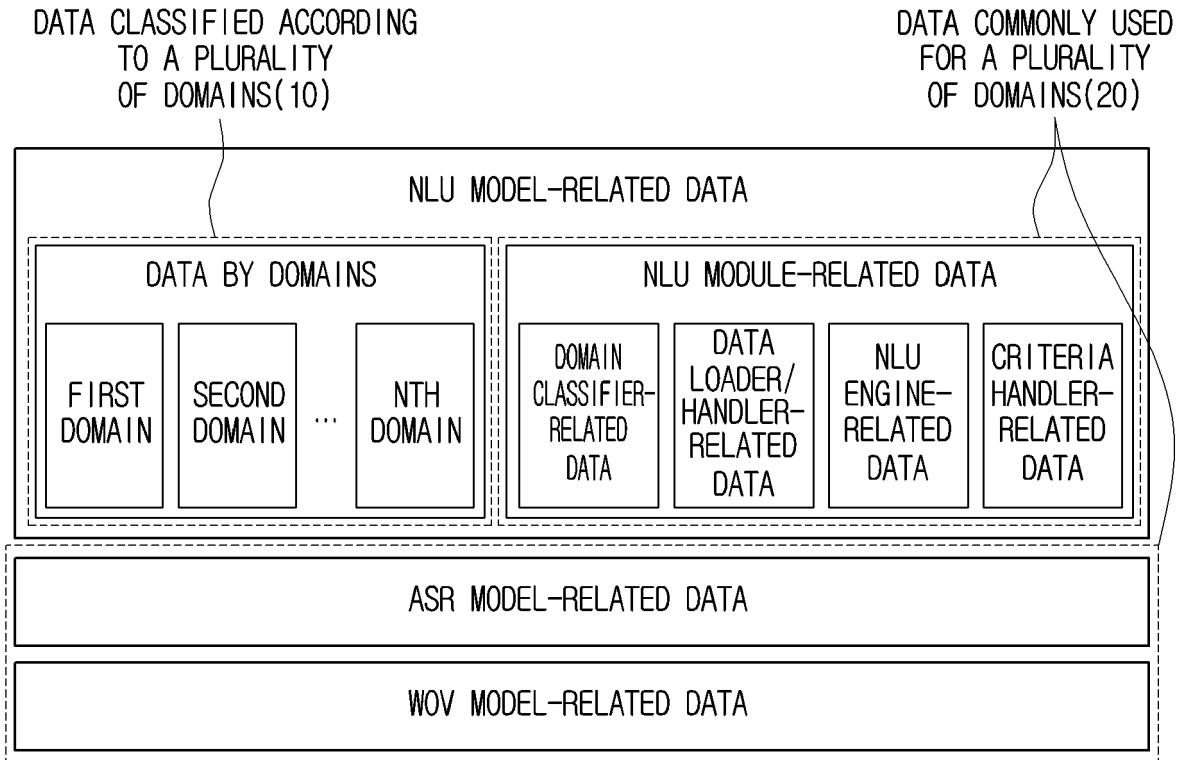 DATA CLASSIFIED ACCORDING
TO A PLURALITY
OF DOMAINS(10)
DATA COMMONLY USED
FOR A PLURALITY
OF DOMAINS(20)
NLU MODEL-RELATED DATA
DATA BY DOMAINS
FIRST
DOMAIN
SECOND
DOMAIN
...
NTH
DOMAIN
NLU MODULE-RELATED DATA
DOMAIN
CLASSIFIER-
RELATED
DATA
DATA
LOADER/
HANDLER-
RELATED
DATA
NLU
ENGINE-
RELATED
DATA
CRITERIA
HANDLER-
RELATED
DATA
ASR MODEL-RELATED DATA
WOV MODEL-RELATED DATA